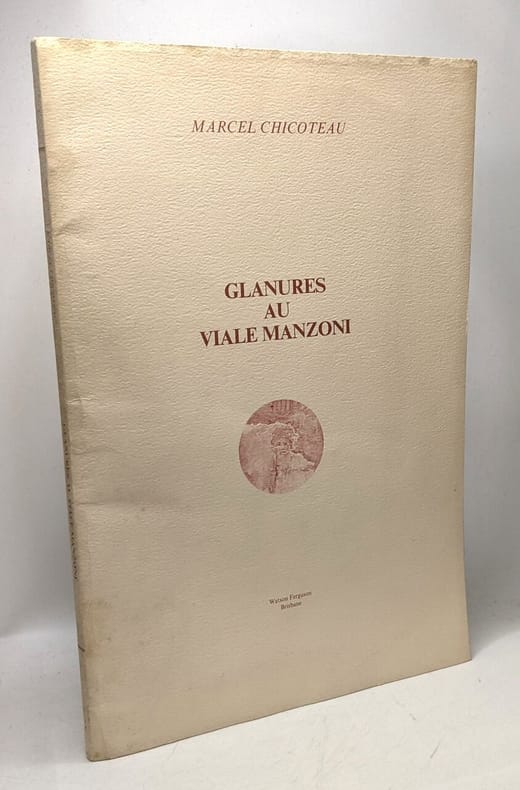 MARCEL CHICOTEAU
GLANURES
AU
VIALE MANZONI
Watson Ferguson
Brisbane